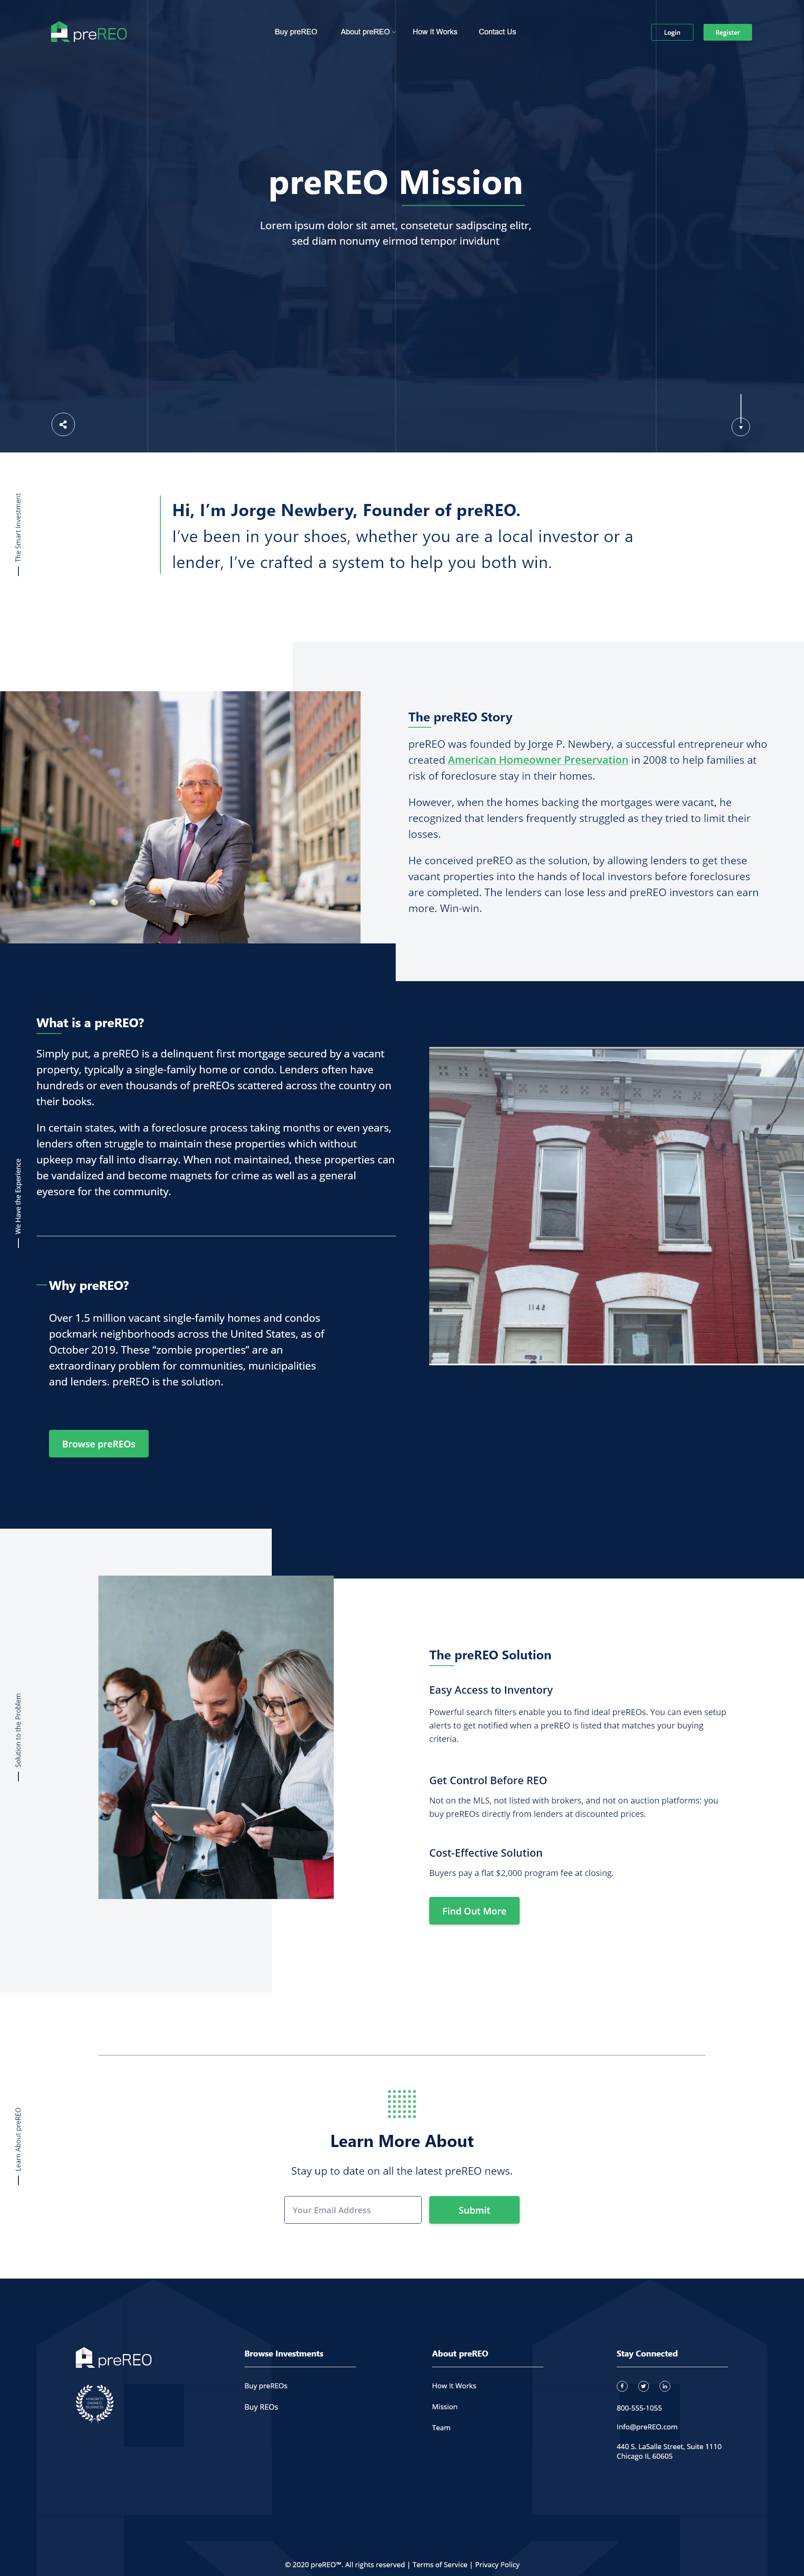 preREO
Buy preREO
About preREO
How It Works
Contact Us
Login
Register
preREO Mission
Lorem ipsum dolor sit amet, consetetur sadipscing elitr,
sed diam nonumy eirmod tempor invidunt
Stock
The Smart Investment
Hi, I’m Jorge Newbery, Founder of preREO.
I’ve been in your shoes, whether you are a local investor or a
lender, I’ve crafted a system to help you both win.
The preREO Story
preREO was founded by Jorge P. Newbery, a successful entrepreneur who
created American Homeowner Preservation in 2008 to help families at
risk of foreclosure stay in their homes.
However, when the homes backing the mortgages were vacant, he
recognized that lenders frequently struggled as they tried to limit their
losses.
He conceived preREO as the solution, by allowing lenders to get these
vacant properties into the hands of local investors before foreclosures
are completed. The lenders can lose less and preREO investors can earn
more. Win-win.
What is a preREO?
Simply put, a preREO is a delinquent first mortgage secured by a vacant
property, typically a single-family home or condo. Lenders often have
hundreds or even thousands of preREOs scattered across the country on
their books.
In certain states, with a foreclosure process taking months or even years,
lenders often struggle to maintain these properties which without
upkeep may fall into disarray. When not maintained, these properties can
be vandalized and become magnets for crime as well as a general
eyesore for the community.
We Have the Experience
1142
Why preREO?
Over 1.5 million vacant single-family homes and condos
pockmark neighborhoods across the United States, as of
October 2019. These “zombie properties” are an
extraordinary problem for communities, municipalities
and lenders. preREO is the solution.
Browse preREOs
Solution to the Problem
The preREO Solution
Easy Access to Inventory
Powerful search filters enable you to find ideal preREOs. You can even setup
alerts to get notified when a preREO is listed that matches your buying
criteria.
Get Control Before REO
Not on the MLS, not listed with brokers, and not on auction platforms: you
buy preREOs directly from lenders at discounted prices.
Cost-Effective Solution
Buyers pay a flat $2,000 program fee at closing.
Find Out More
Learn About preREO
Learn More About
Stay up to date on all the latest preREO news.
Your Email Address
Submit
preREO
MINORITY
OWNED
BUSINESS
Browse Investments
Buy preREOs
Buy REOs
About preREO
How It Works
Mission
Team
Stay Connected
800-555-1055
Info@preREO.com
440 S. LaSalle Street, Suite 1110
Chicago IL 60605
© 2020 preREO™. All rights reserved | Terms of Service | Privacy Policy